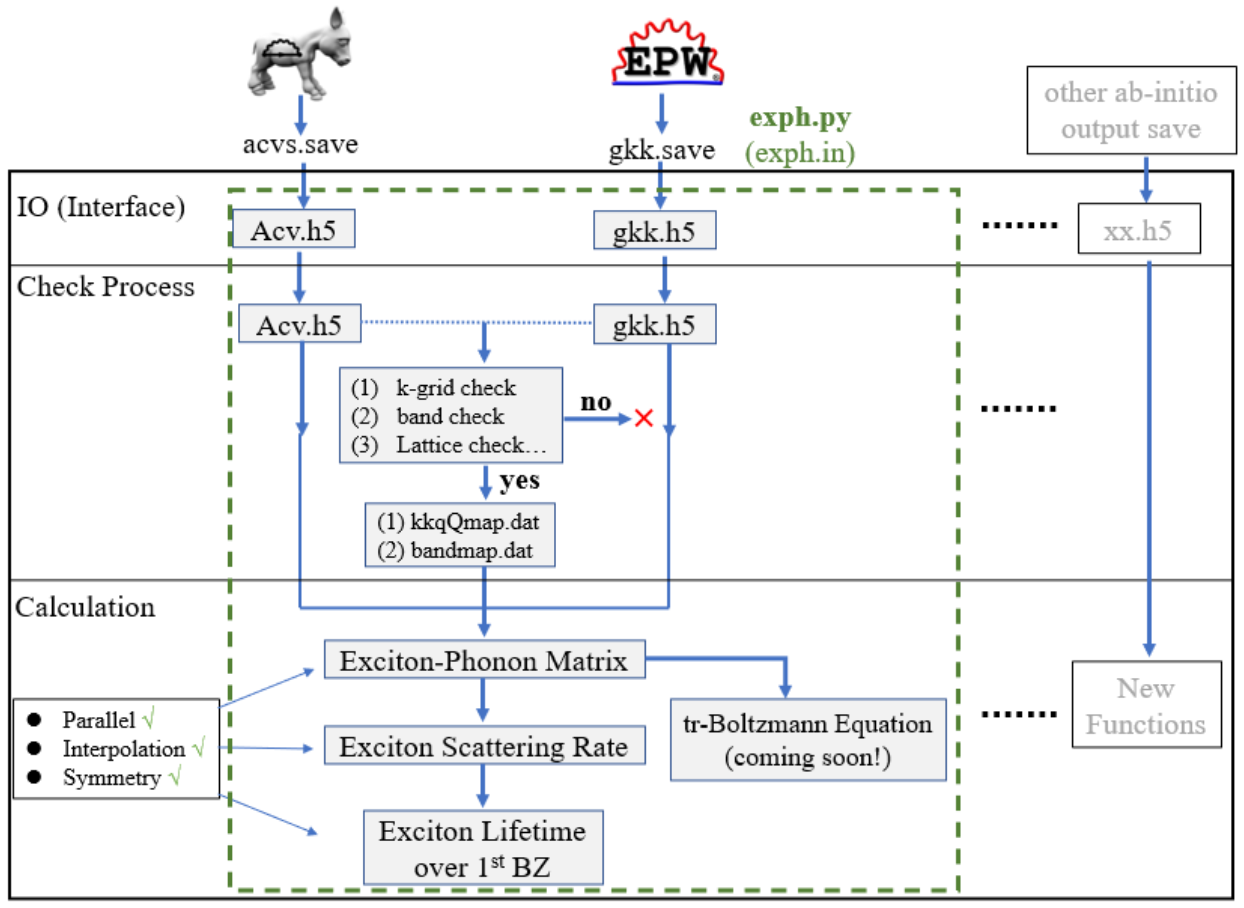 EPW
®
acvs.save
gkk.save
exph.py
(exph.in)
other ab-initio
output save
IO (Interface)
Acv.h5
gkk.h5
.......
xx.h5
Check Process
Acv.h5
gkk.h5
(1) k-grid check
(2) band check
(3) Lattice check…
no
yes
.......
(1) kkqQmap.dat
(2) bandmap.dat
Calculation
Exciton-Phonon Matrix
● Parallel √
● Interpolation √
● Symmetry √
Exciton Scattering Rate
tr-Boltzmann Equation
(coming soon!)
.......
New
Functions
Exciton Lifetime
over 1st BZ